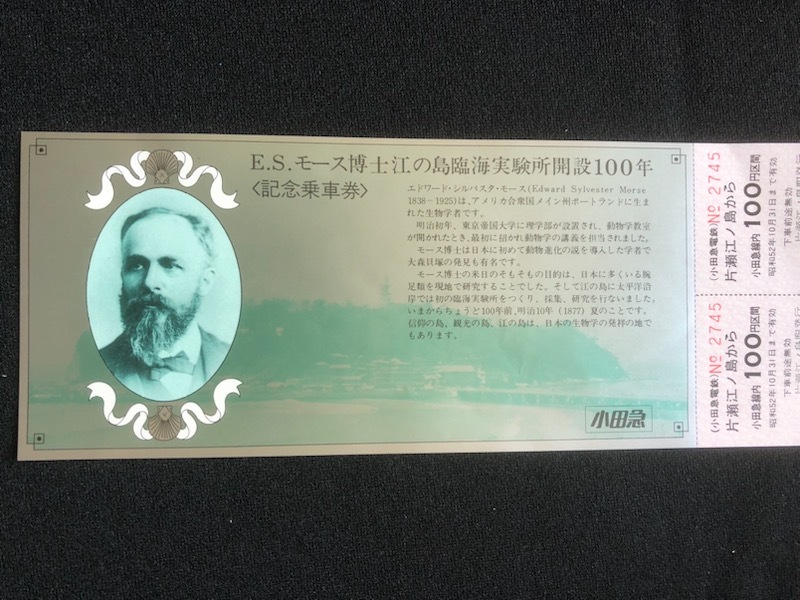 E.S.モース博士江の島臨海実験所開設100年
〈記念乗車券〉
エドワード・シルバスタ・モース(Edward Sylvester Morse
1838－1925)は、アメリカ合衆国メイン州ポートランドに生ま
れた生物学者です。
明治初年、東京帝国大学に理学部が設置され、動物学教室
が開かれたとき、最初に招かれ動物学の講義を担当されました。
モースは日本に初めて動物進化の説を導入した学者で
大森貝塚の発見も有名です。
モース博士の来日のそもそもの目的は、日本に多くいる腕
足類を現地で研究することでした。そして江の島に太平洋沿
岸では初の臨海実験所をつくり、採集、研究を行ないました。
いまからちょうど100年前、明治10年（1877）夏のことです。
信仰の島、観光の島、江の島は、日本の生物学の発祥の地で
もあります。
小田急
(小田急電鉄)No 2745
片瀬江ノ島から
小田急線内100円区間
昭和52年10月31日まで有効
下車前途無効
(小田急電鉄)No 2745
片瀬江ノ島から
小田急線内100円区間
昭和52年10月31日まで有効
下車前途無効